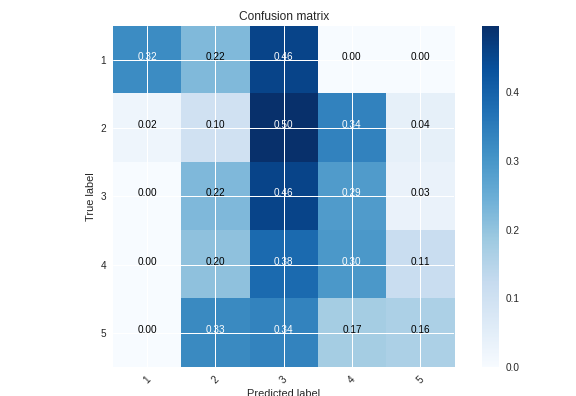 Confusion matrix
1 0.32 0.22 0.46 0.00 0.00
2 0.02 0.10 0.50 0.34 0.04
3 0.00 0.22 0.46 0.29 0.03
4 0.00 0.20 0.38 0.30 0.11
5 0.00 0.33 0.34 0.17 0.16
1 2 3 4 5
True label
Predicted label
0.4
0.3
0.2
0.1
0.0